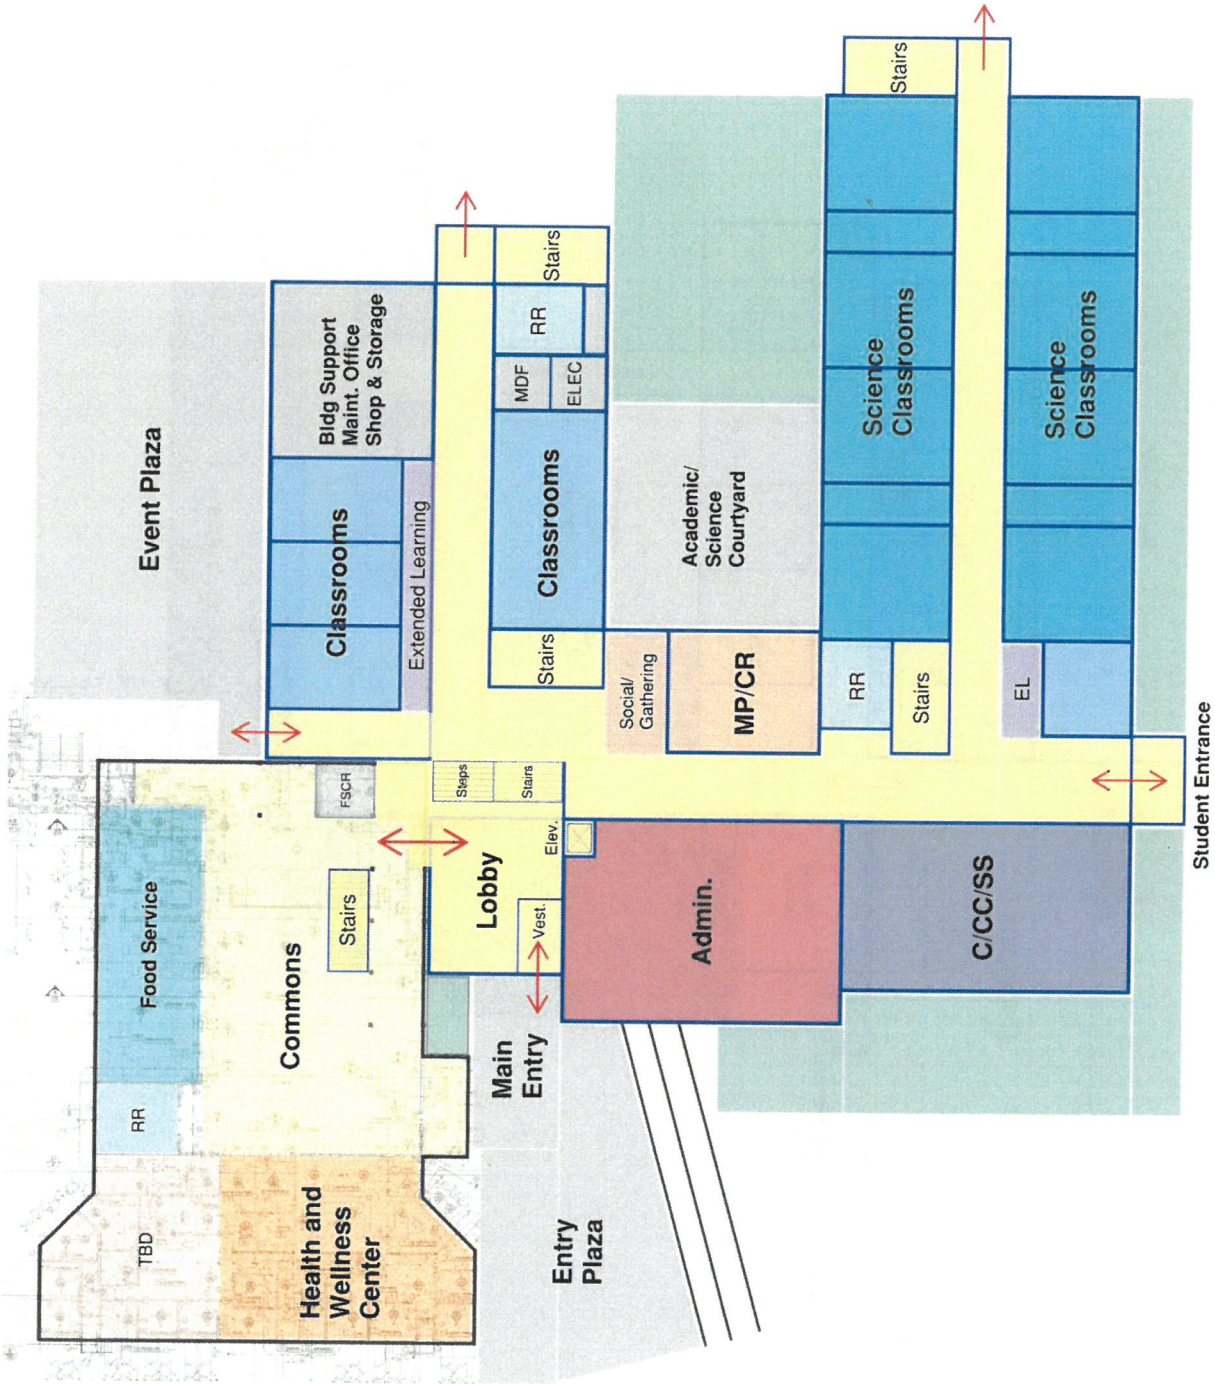 TBD
RR
Food Service
Event Plaza
Health and
Wellness
Center
Commons
Stairs
FSCR
Classrooms
Extended Learning
Bldg Support
Maint. Office
Shop & Storage
Main
Entry
Lobby
Vest.
Elev.
Steps
Stairs
Stairs
Classrooms
MDF
ELEC
RR
Stairs
Entry
Plaza
Admin.
Social/
Gathering
MP/CR
Academic/
Science
Courtyard
RR
Stairs
Science
Classrooms
Stairs
C/CC/SS
EL
Science
Classrooms
Student Entrance